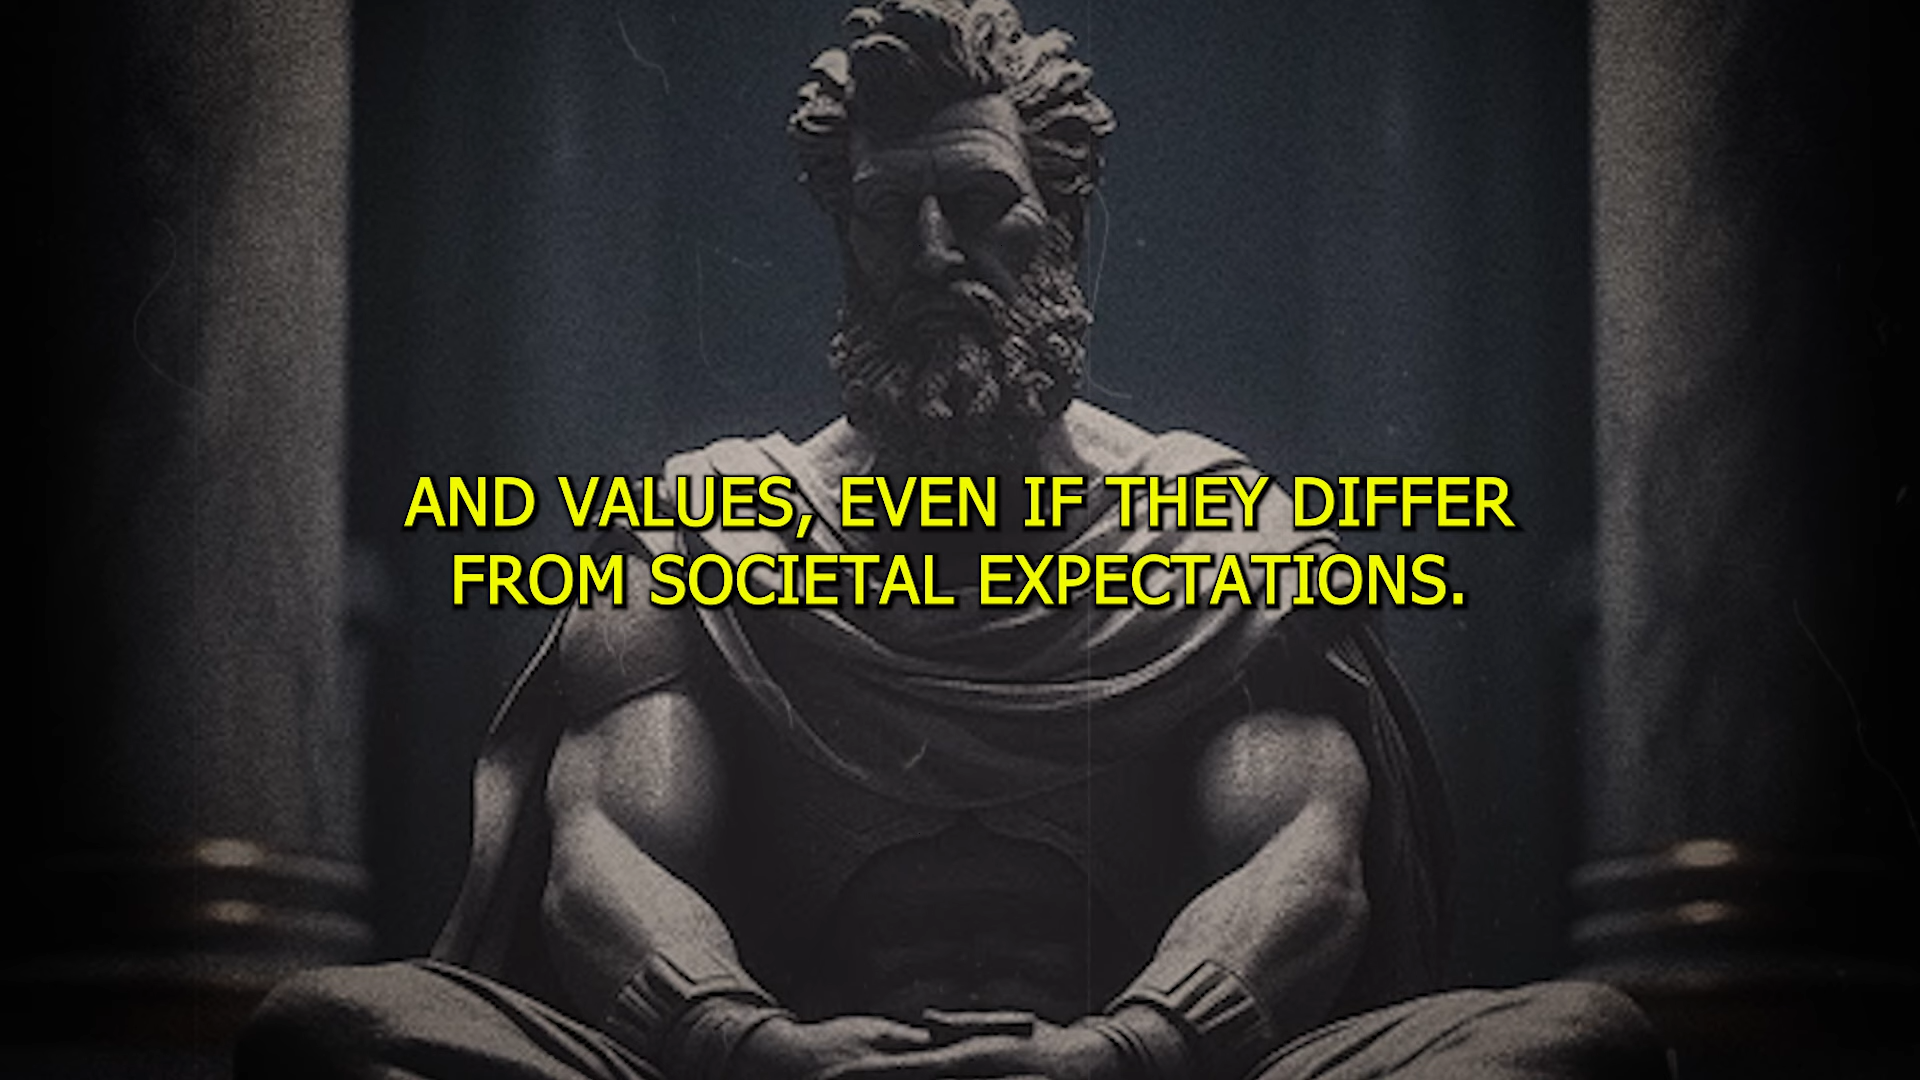 AND VALUES, EVEN IF THEY DIFFER
FROM SOCIETAL EXPECTATIONS.